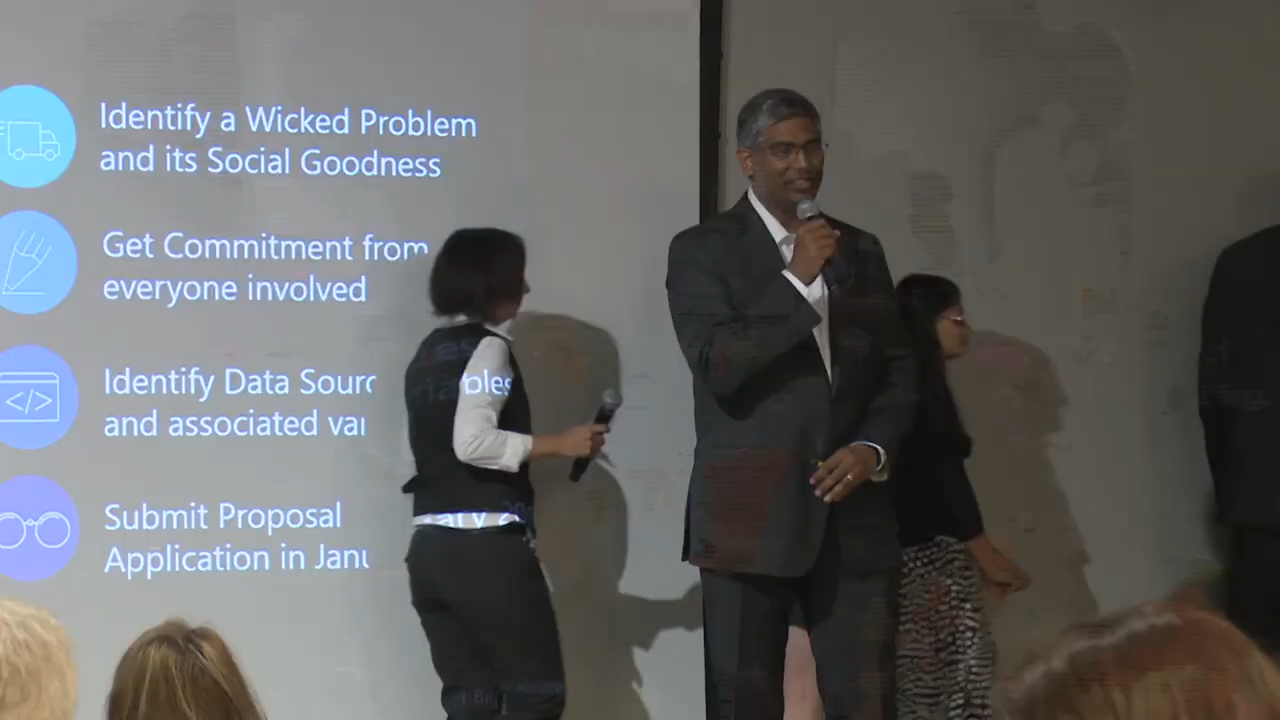 Identify a Wicked Problem
and its Social Goodness
Get Commitment from
everyone involved
Identify Data Sourc
and associated var
Submit Proposal
Application in Janu